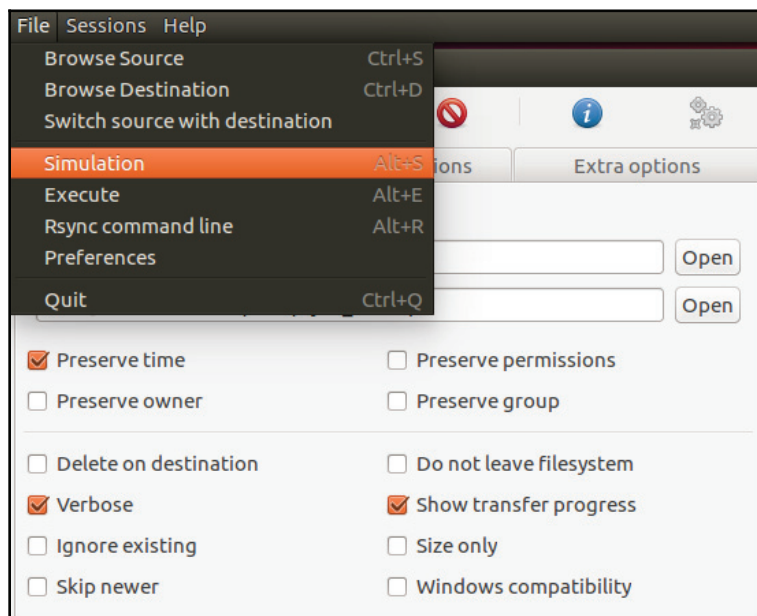 File Sessions Help
Browse Source Ctrl+S
Browse Destination Ctrl+D
Switch source with destination
Simulation Alt+S
ions Extra options
Execute Alt+E
Rsync command line Alt+R
Preferences
Open
Quit Ctrl+Q
Open
Preserve time Preserve permissions
Preserve owner Preserve group
Delete on destination Do not leave filesystem
Verbose Show transfer progress
Ignore existing Size only
Skip newer Windows compatibility